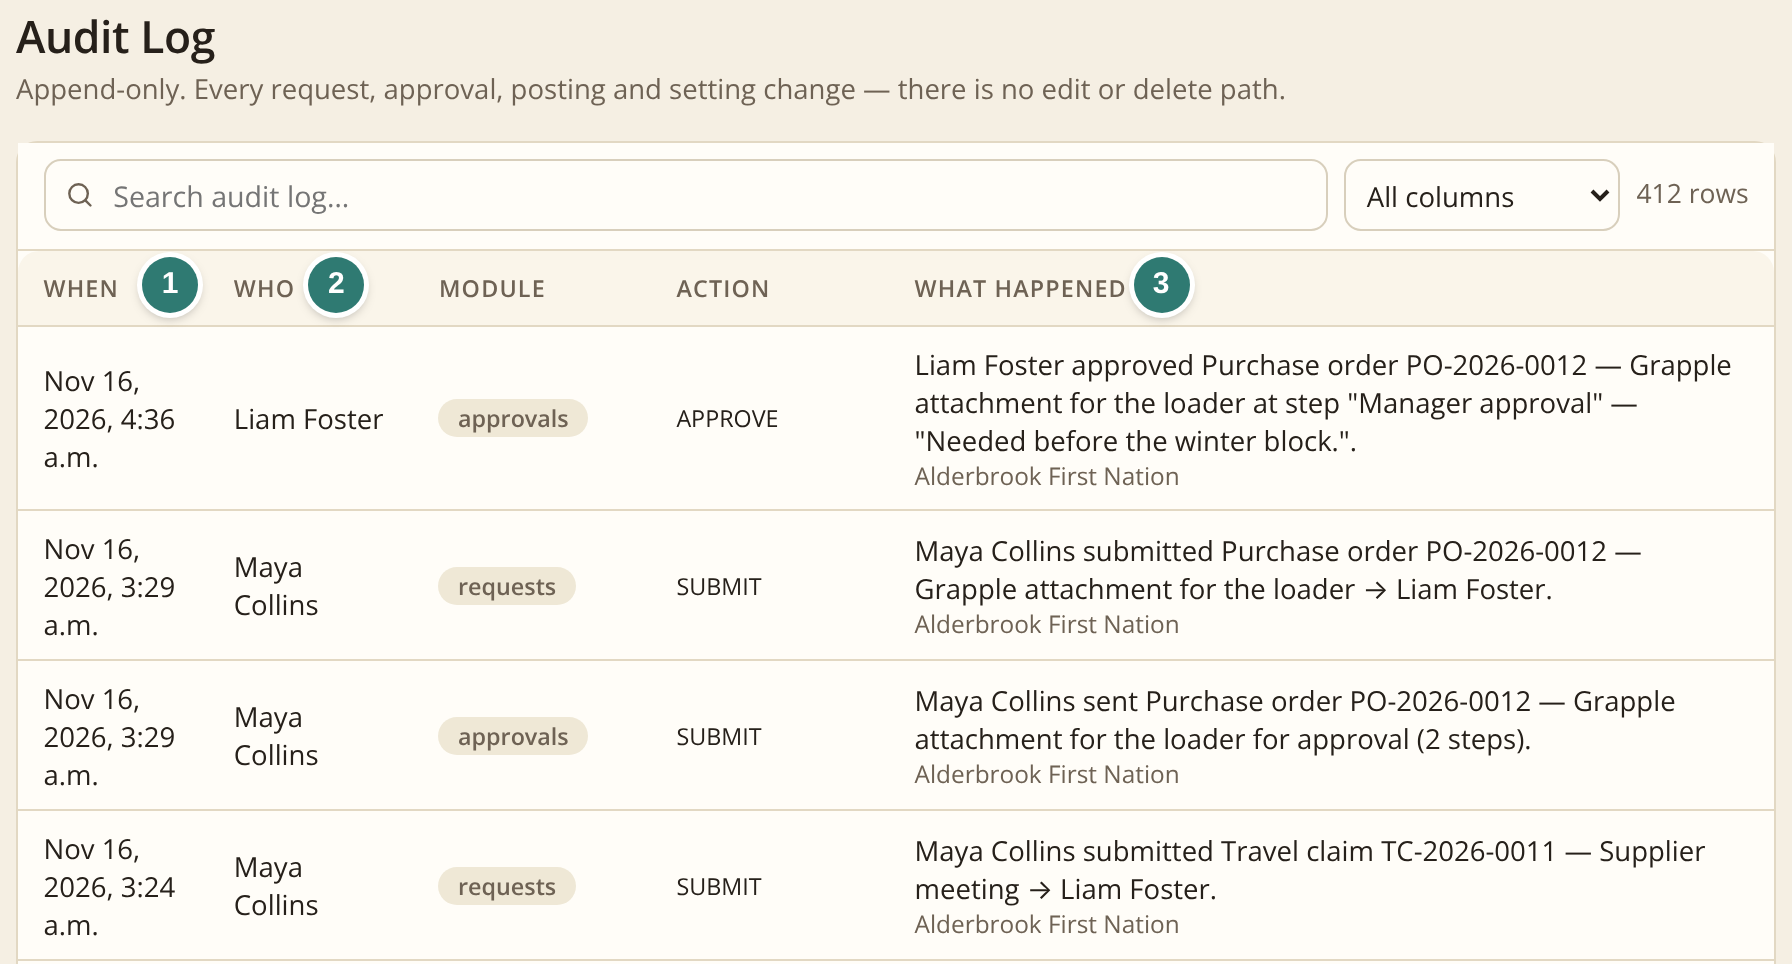 Audit Log
Append-only. Every request, approval, posting and setting change — there is no edit or delete path.
Search audit log...
All columns
412 rows
WHEN 1 WHO 2 MODULE ACTION WHAT HAPPENED 3
Nov 16,
2026, 4:36
a.m.
Liam Foster
approvals
APPROVE
Liam Foster approved Purchase order PO-2026-0012 — Grapple
attachment for the loader at step "Manager approval" —
"Needed before the winter block.".
Alderbrook First Nation
Nov 16,
2026, 3:29
a.m.
Maya
Collins
requests
SUBMIT
Maya Collins submitted Purchase order PO-2026-0012 —
Grapple attachment for the loader → Liam Foster.
Alderbrook First Nation
Nov 16,
2026, 3:29
a.m.
Maya
Collins
approvals
SUBMIT
Maya Collins sent Purchase order PO-2026-0012 — Grapple
attachment for the loader for approval (2 steps).
Alderbrook First Nation
Nov 16,
2026, 3:24
a.m.
Maya
Collins
requests
SUBMIT
Maya Collins submitted Travel claim TC-2026-0011 — Supplier
meeting → Liam Foster.
Alderbrook First Nation